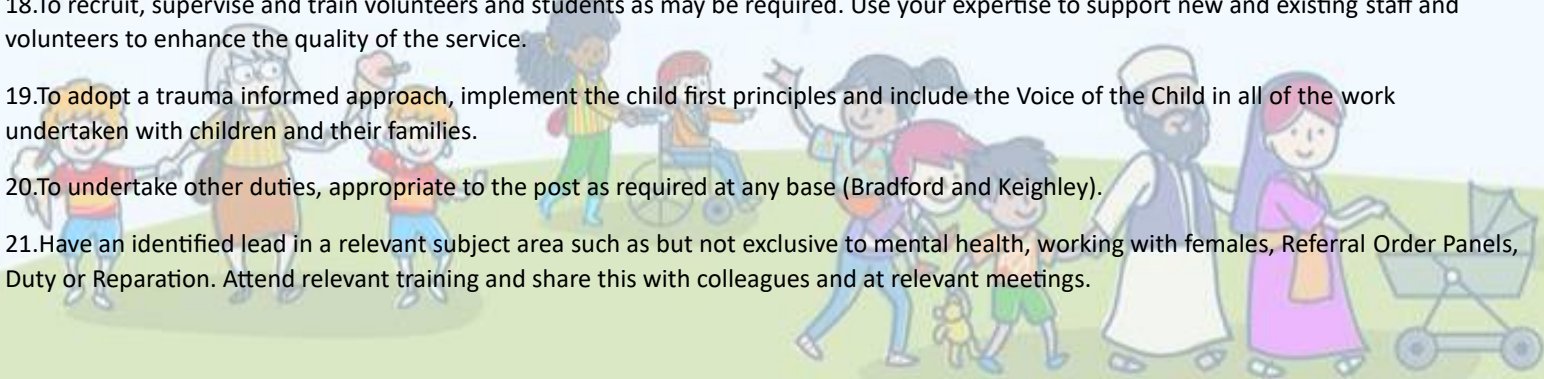 18.To recruit, supervise and train volunteers and students as may be required. Use your expertise to support new and existing staff and
volunteers to enhance the quality of the service.
19.To adopt a trauma informed approach, implement the child first principles and include the Voice of the Child in all of the work
undertaken with children and their families.
20.To undertake other duties, appropriate to the post as required at any base (Bradford and Keighley).
21.Have an identified lead in a relevant subject area such as but not exclusive to mental health, working with females, Referral Order Panels,
Duty or Reparation. Attend relevant training and share this with colleagues and at relevant meetings.